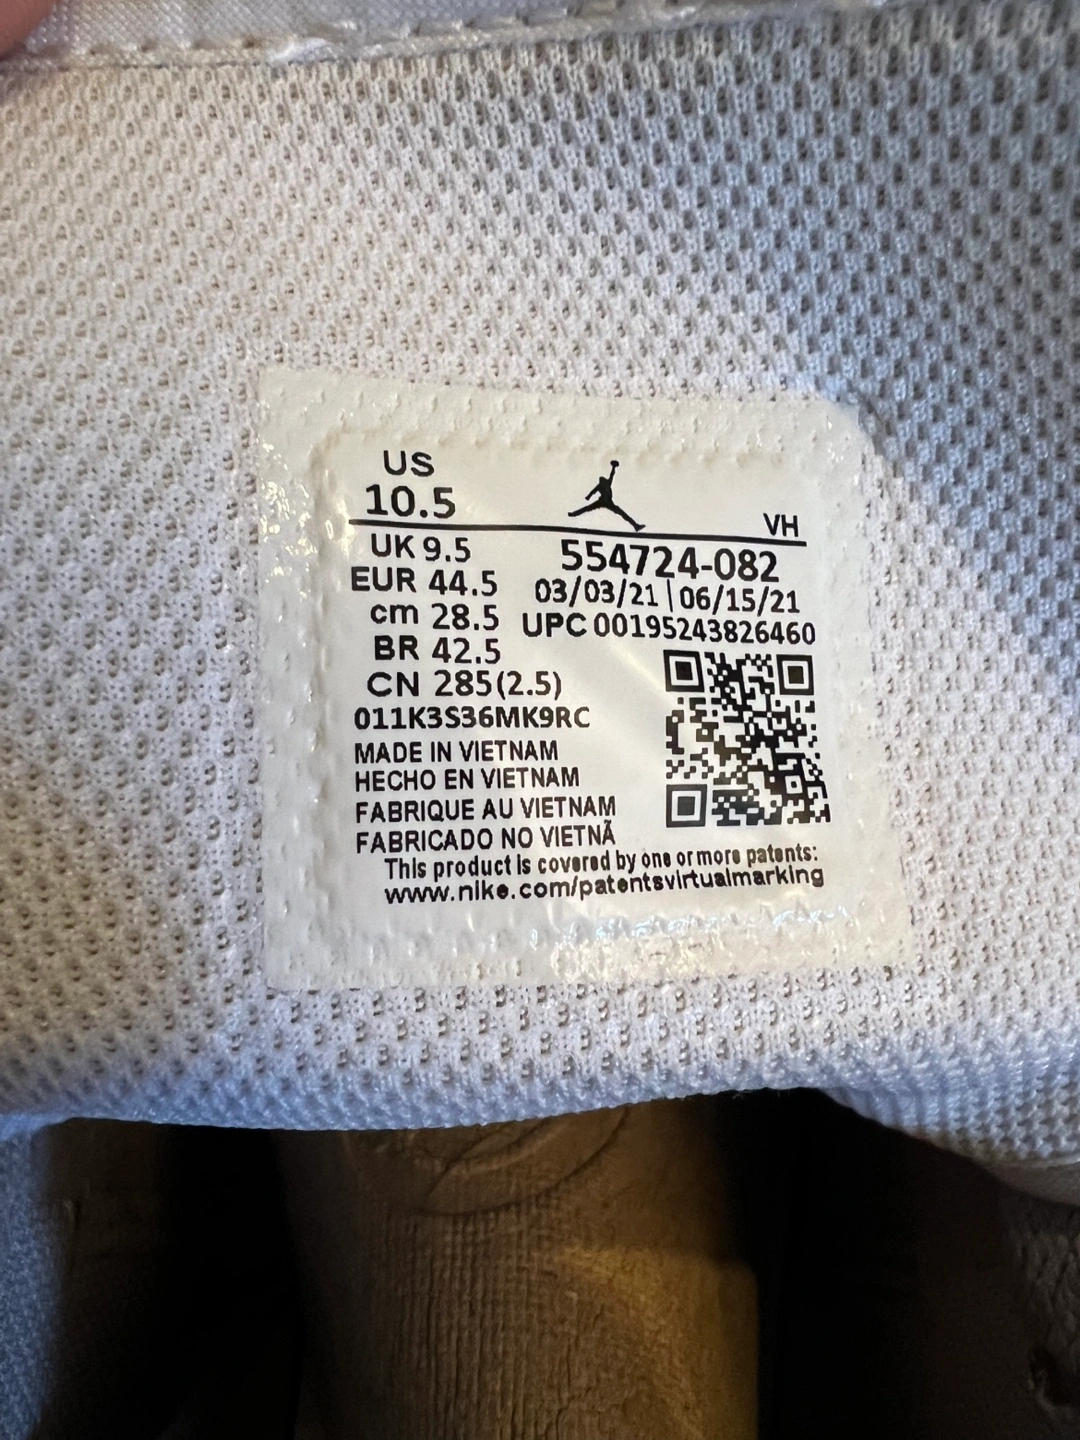 US
10.5
VH
UK 9.5
EUR 44.5
cm 28.5
BR 42.5
CN 285(2.5)
554724-082
03/03/21 | 06/15/21
UPC 00195243826460
011K3S36MK9RC
MADE IN VIETNAM
HECHO EN VIETNAM
FABRIQUE AU VIETNAM
FABRICADO NO VIETNÃ
This product is covered by one or more patents:
www.nike.com/patentsvirtualmarking